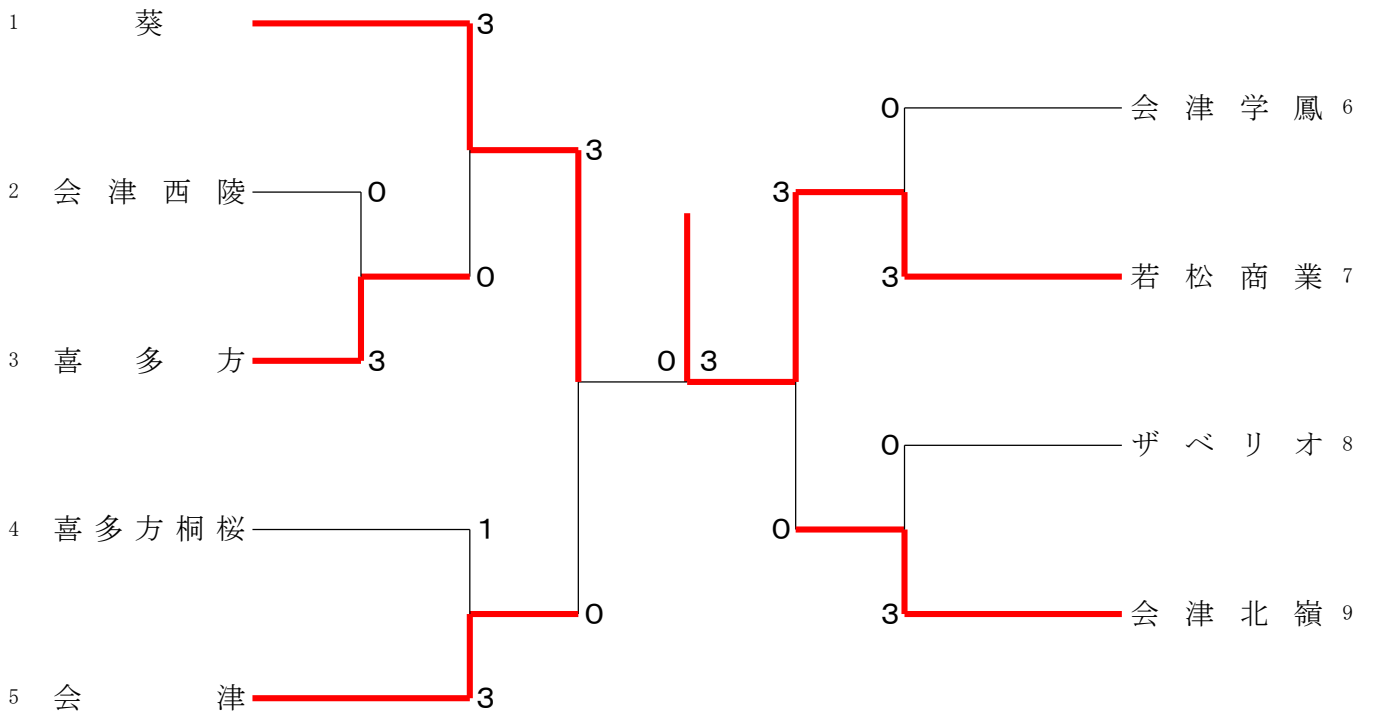 1 葵 3
0 会津学鳳 6
3
2 会津西陵 0
3
0
3 若松商業 7
3 喜多方 3
0 3
0 ザベリオ 8
4 喜多方桐桜 1
0
0
3 会津北嶺 9
5 会津 3